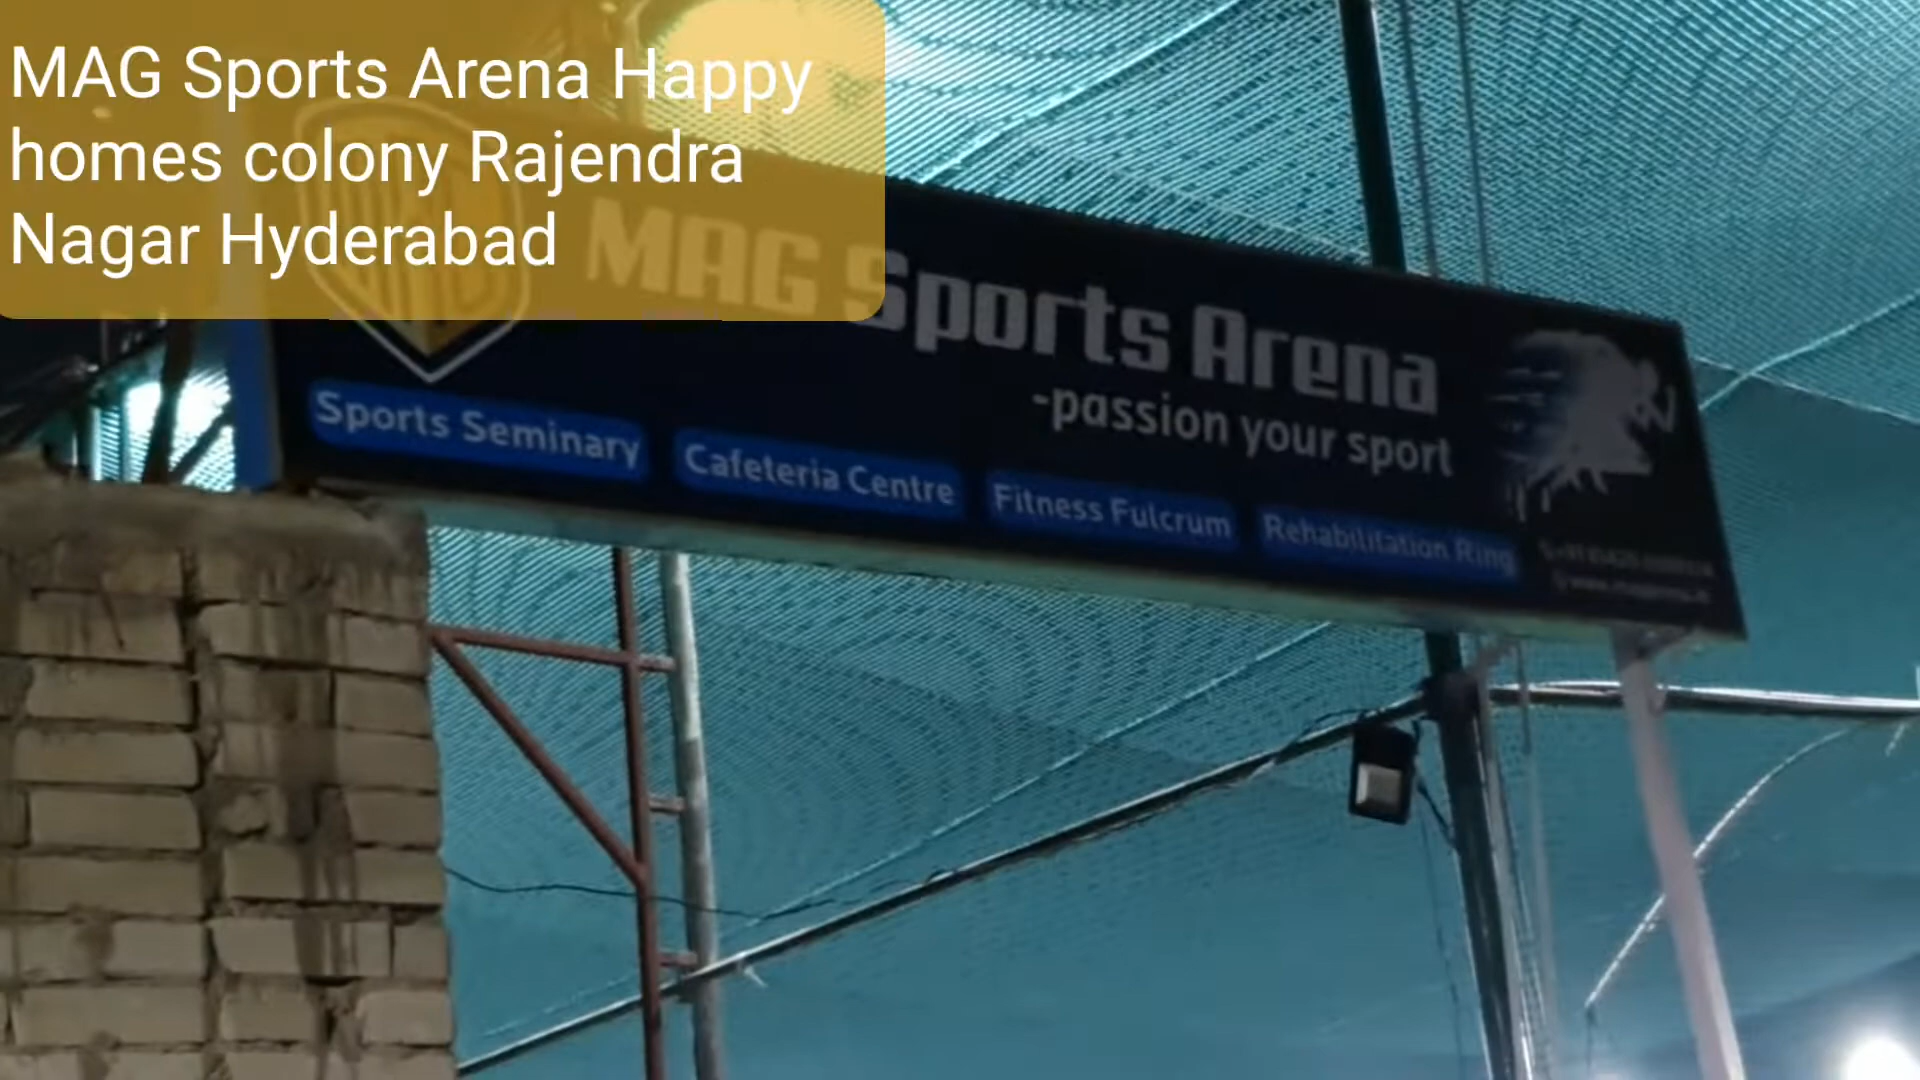 MAG Sports Arena Happy
homes colony Rajendra
Nagar Hyderabad
MAG Sports Arena
-passion your sport
Sports Seminary
Cafeteria Centre
Fitness Fulcrum
Rehabilitation Ring